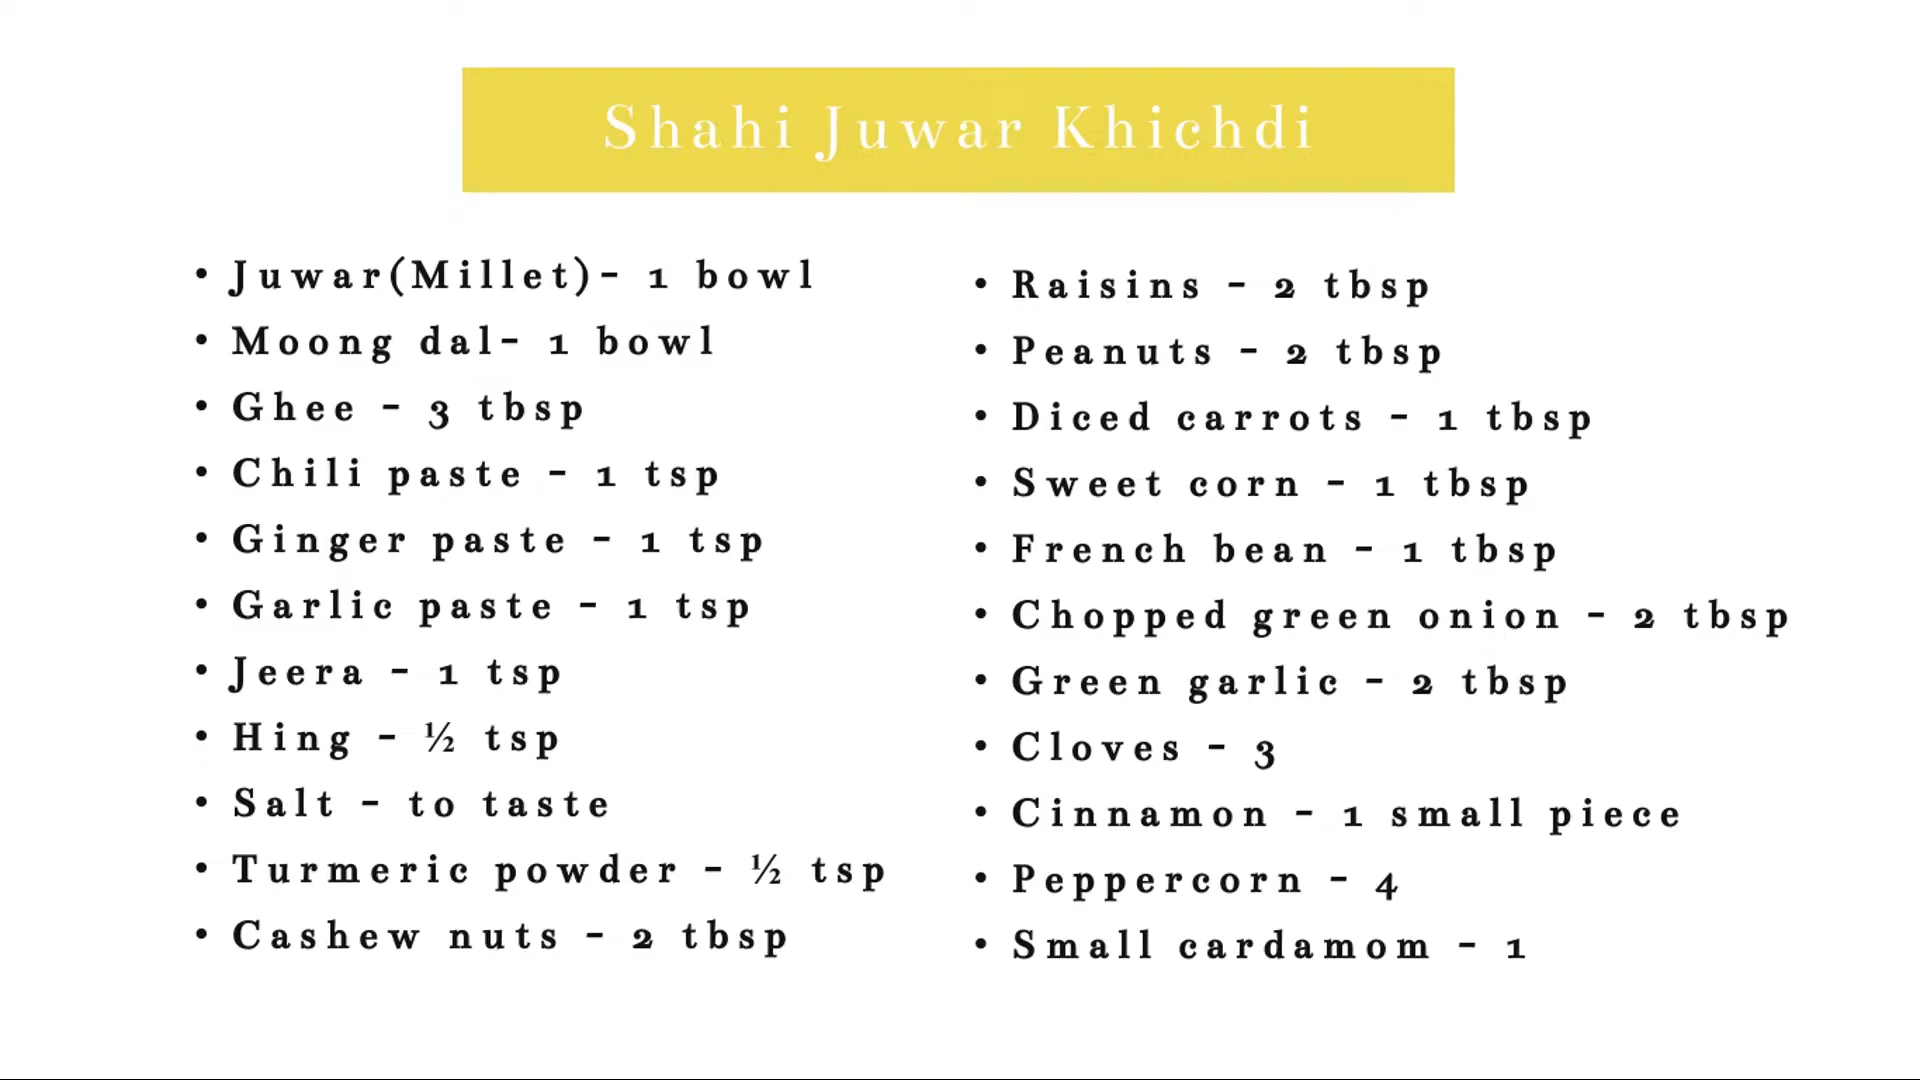 Shahi Juwar Khichdi
• Juwar(Millet)- 1 bowl
• Moong dal- 1 bowl
• Ghee - 3 tbsp
• Chili paste - 1 tsp
• Ginger paste - 1 tsp
• Garlic paste - 1 tsp
• Jeera - 1 tsp
• Hing - ½ tsp
• Salt - to taste
• Turmeric powder - ½ tsp
• Cashew nuts - 2 tbsp
• Raisins - 2 tbsp
• Peanuts - 2 tbsp
• Diced carrots - 1 tbsp
• Sweet corn - 1 tbsp
• French bean - 1 tbsp
• Chopped green onion - 2 tbsp
• Green garlic - 2 tbsp
• Cloves - 3
• Cinnamon - 1 small piece
• Peppercorn - 4
• Small cardamom - 1